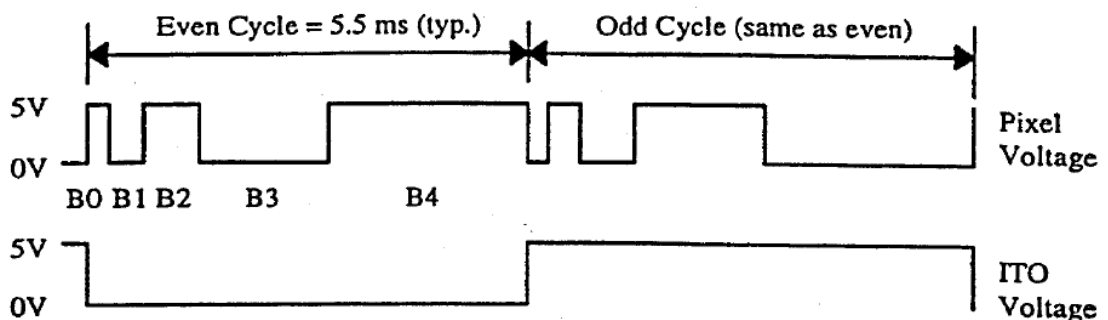 Even Cycle = 5.5 ms (typ.) Odd Cycle (same as even)
5V
0V
Pixel
Voltage
B0 B1 B2 B3 B4
5V
0V
ITO
Voltage